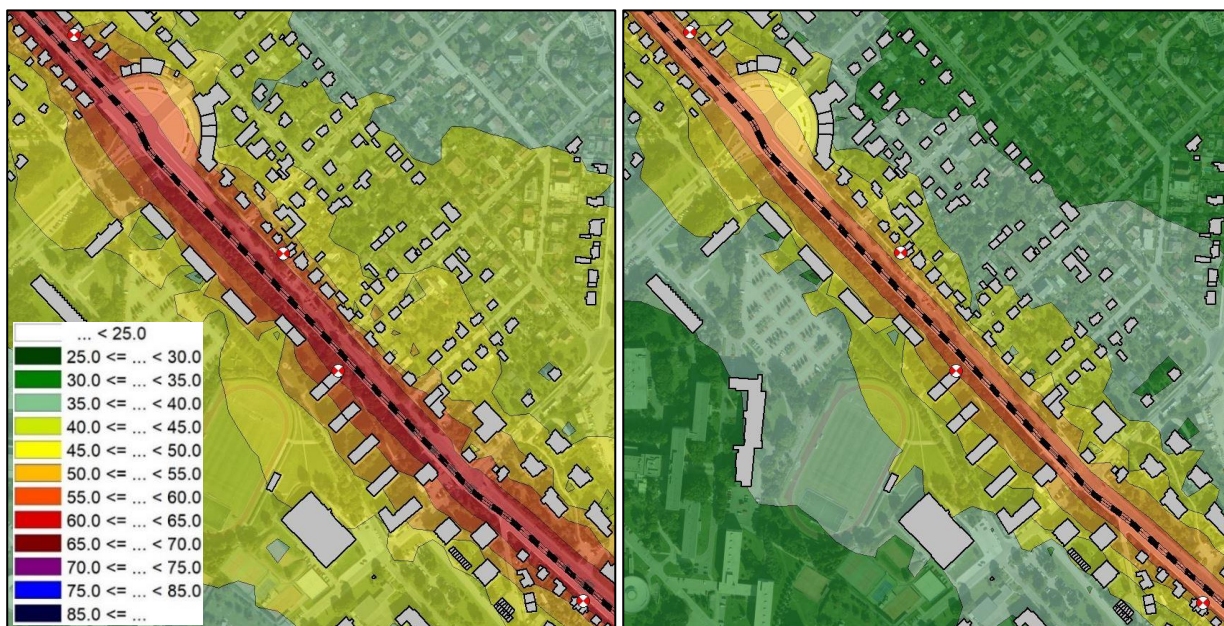 ... < 25.0
25.0 <= ... < 30.0
30.0 <= ... < 35.0
35.0 <= ... < 40.0
40.0 <= ... < 45.0
45.0 <= ... < 50.0
50.0 <= ... < 55.0
55.0 <= ... < 60.0
60.0 <= ... < 65.0
65.0 <= ... < 70.0
70.0 <= ... < 75.0
75.0 <= ... < 85.0
85.0 <= ...